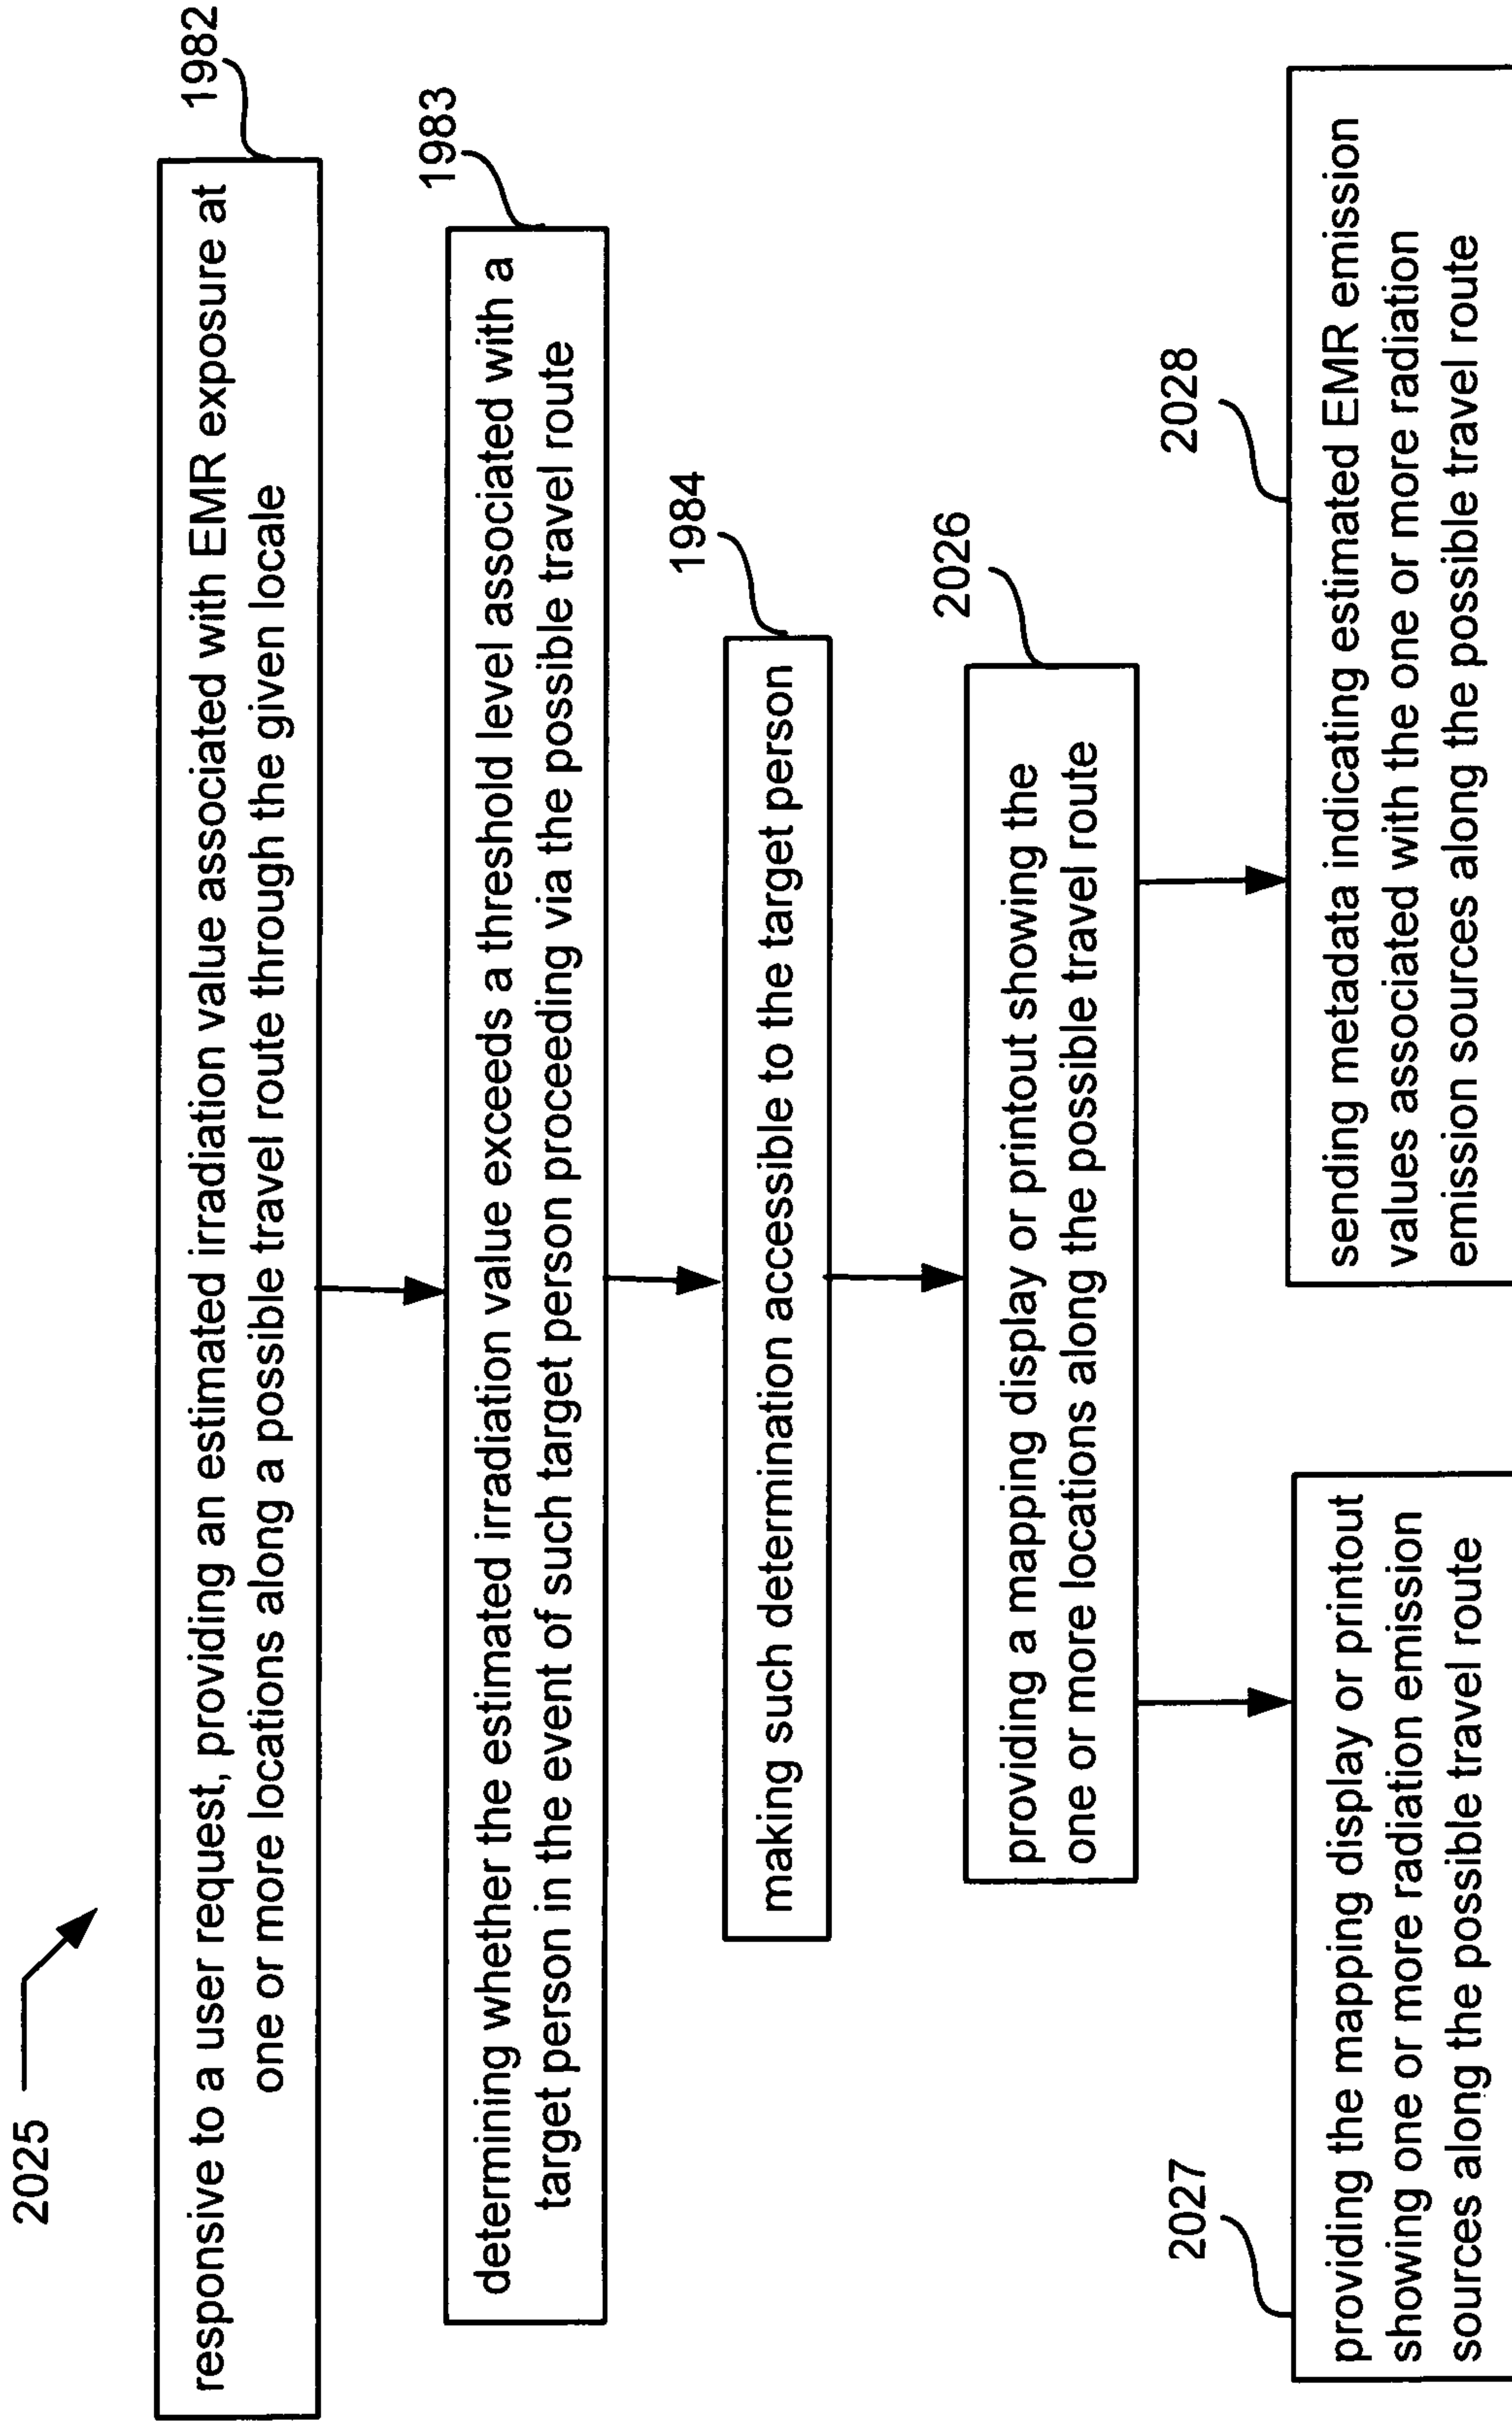 2025
1982
responsive to a user request, providing an estimated irradiation value associated with EMR exposure at
one or more locations along a possible travel route through the given locale
1983
determining whether the estimated irradiation value exceeds a threshold level associated with a
target person in the event of such target person proceeding via the possible travel route
1984
making such determination accessible to the target person
2026
providing a mapping display or printout showing the
one or more locations along the possible travel route
2027
providing the mapping display or printout
showing one or more radiation emission
sources along the possible travel route
2028
sending metadata indicating estimated EMR emission
values associated with the one or more radiation
emission sources along the possible travel route